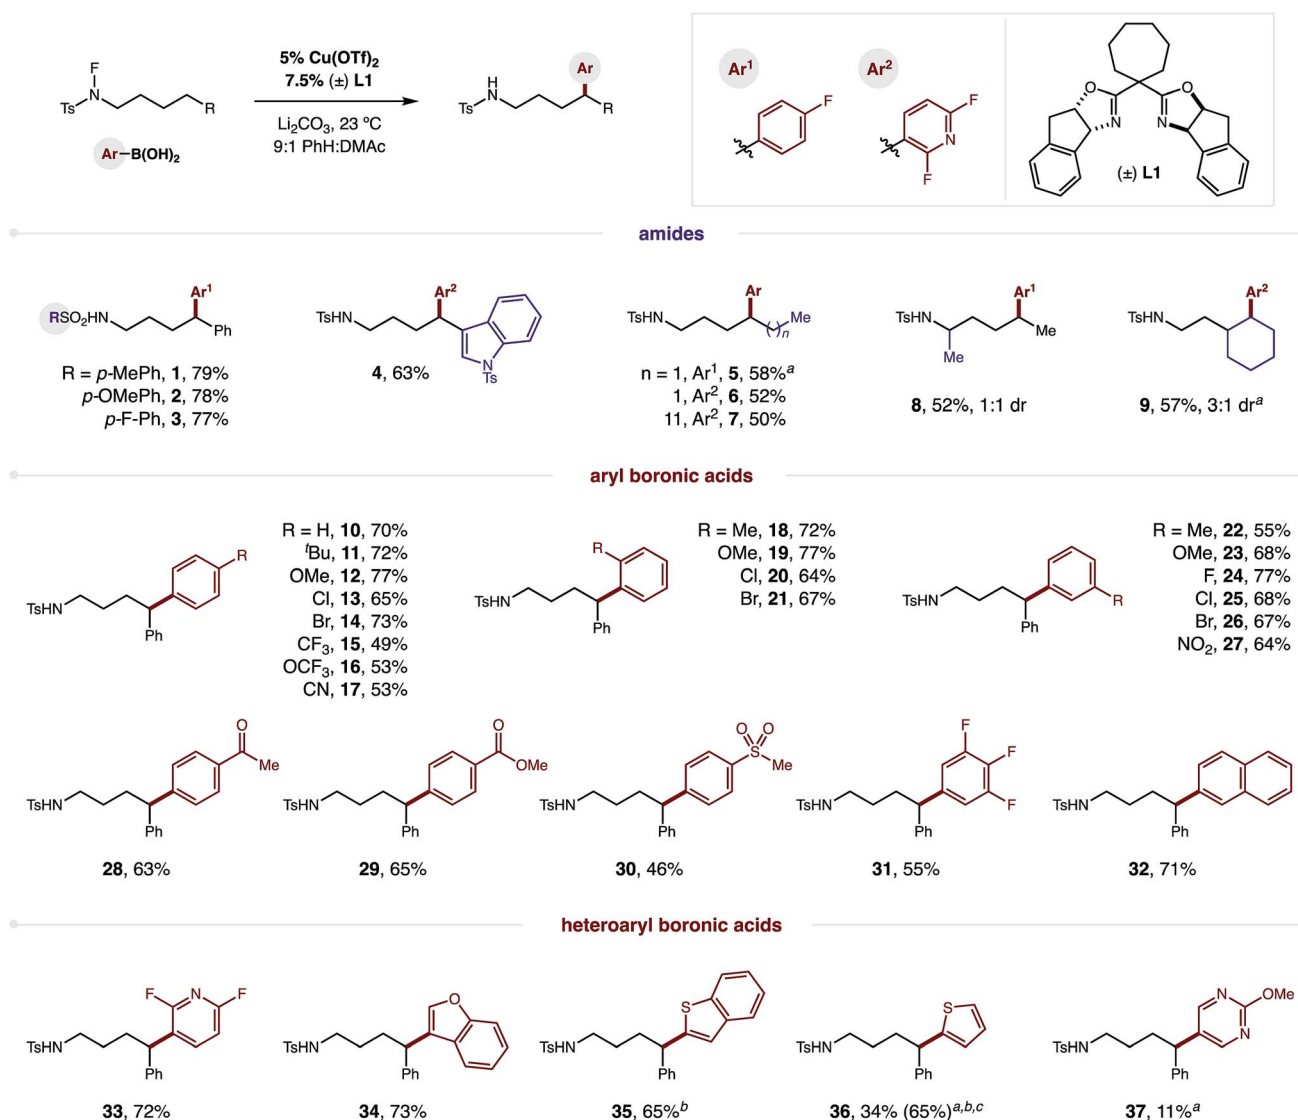 F
N
Ts
R
Ar–B(OH)2
5% Cu(OTf)2
7.5% (±) L1
Li2CO3, 23 ºC
9:1 PhH:DMAc
H
N
Ts
Ar
R
Ar1
F
Ar2
F
N
F
O
O
N
N
(±) L1
amides
RSO2HN
Ar1
Ph
R = p-MePh, 1, 79%
p-OMePh, 2, 78%
p-F-Ph, 3, 77%
TsHN
Ar2
N
Ts
4, 63%
TsHN
Ar
Me
n
n = 1, Ar1, 5, 58%a
1, Ar2, 6, 52%
11, Ar2, 7, 50%
TsHN
Ar1
Me
Me
8, 52%, 1:1 dr
TsHN
Ar2
9, 57%, 3:1 dra
aryl boronic acids
TsHN
R
Ph
R = H, 10, 70%
tBu, 11, 72%
OMe, 12, 77%
Cl, 13, 65%
Br, 14, 73%
CF3, 15, 49%
OCF3, 16, 53%
CN, 17, 53%
TsHN
R
Ph
R = Me, 18, 72%
OMe, 19, 77%
Cl, 20, 64%
Br, 21, 67%
TsHN
R
Ph
R = Me, 22, 55%
OMe, 23, 68%
F, 24, 77%
Cl, 25, 68%
Br, 26, 67%
NO2, 27, 64%
TsHN
O
Me
Ph
28, 63%
TsHN
O
OMe
Ph
29, 65%
TsHN
O O
S
Me
Ph
30, 46%
TsHN
F
F
F
Ph
31, 55%
TsHN
Ph
32, 71%
heteroaryl boronic acids
F N F
TsHN
Ph
33, 72%
O
TsHN
Ph
34, 73%
S
TsHN
Ph
35, 65%b
S
TsHN
Ph
36, 34% (65%)a,b,c
N OMe
N
TsHN
Ph
37, 11%a